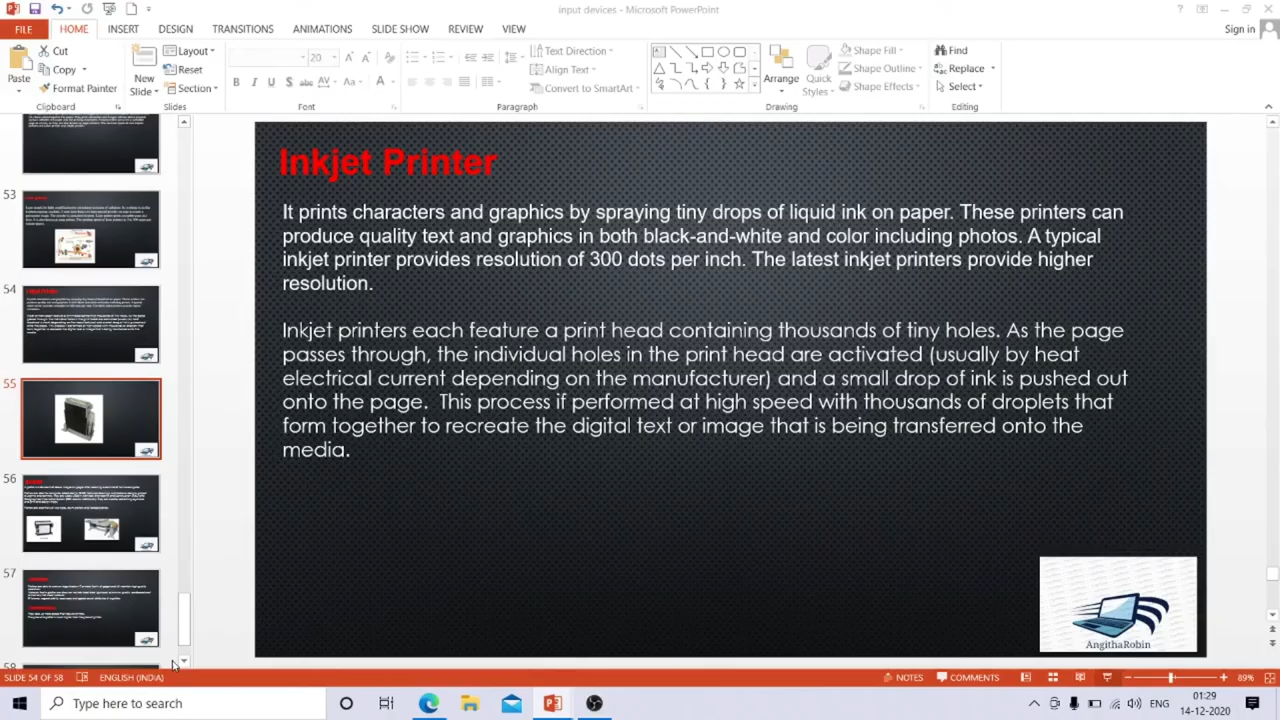 input devices - Microsoft PowerPoint
Sign in
FILE HOME INSERT DESIGN TRANSITIONS ANIMATIONS SLIDE SHOW REVIEW VIEW
Paste
Cut
Copy
Format Painter
Clipboard
New
Slide
Layout
Reset
Section
Slides
20
Font
Text Direction
Align Text
Convert to SmartArt
Paragraph
Arrange
Quick
Styles
Shape Fill
Shape Outline
Shape Effects
Drawing
Find
Replace
Select
Editing
53
54
55
56
57
58
Inkjet Printer
It prints characters and graphics by spraying tiny drops of liquid ink on paper. These printers can
produce quality text and graphics in both black-and-white and color including photos. A typical
inkjet printer provides resolution of 300 dots per inch. The latest inkjet printers provide higher
resolution.
Inkjet printers each feature a print head containing thousands of tiny holes. As the page
passes through, the individual holes in the print head are activated (usually by heat
electrical current depending on the manufacturer) and a small drop of ink is pushed out
onto the page. This process if performed at high speed with thousands of droplets that
form together to recreate the digital text or image that is being transferred onto the
media.
AngithaRobin
SLIDE 54 OF 58 ENGLISH (INDIA) NOTES COMMENTS 89%
Type here to search
ENG
01:29
14-12-2020